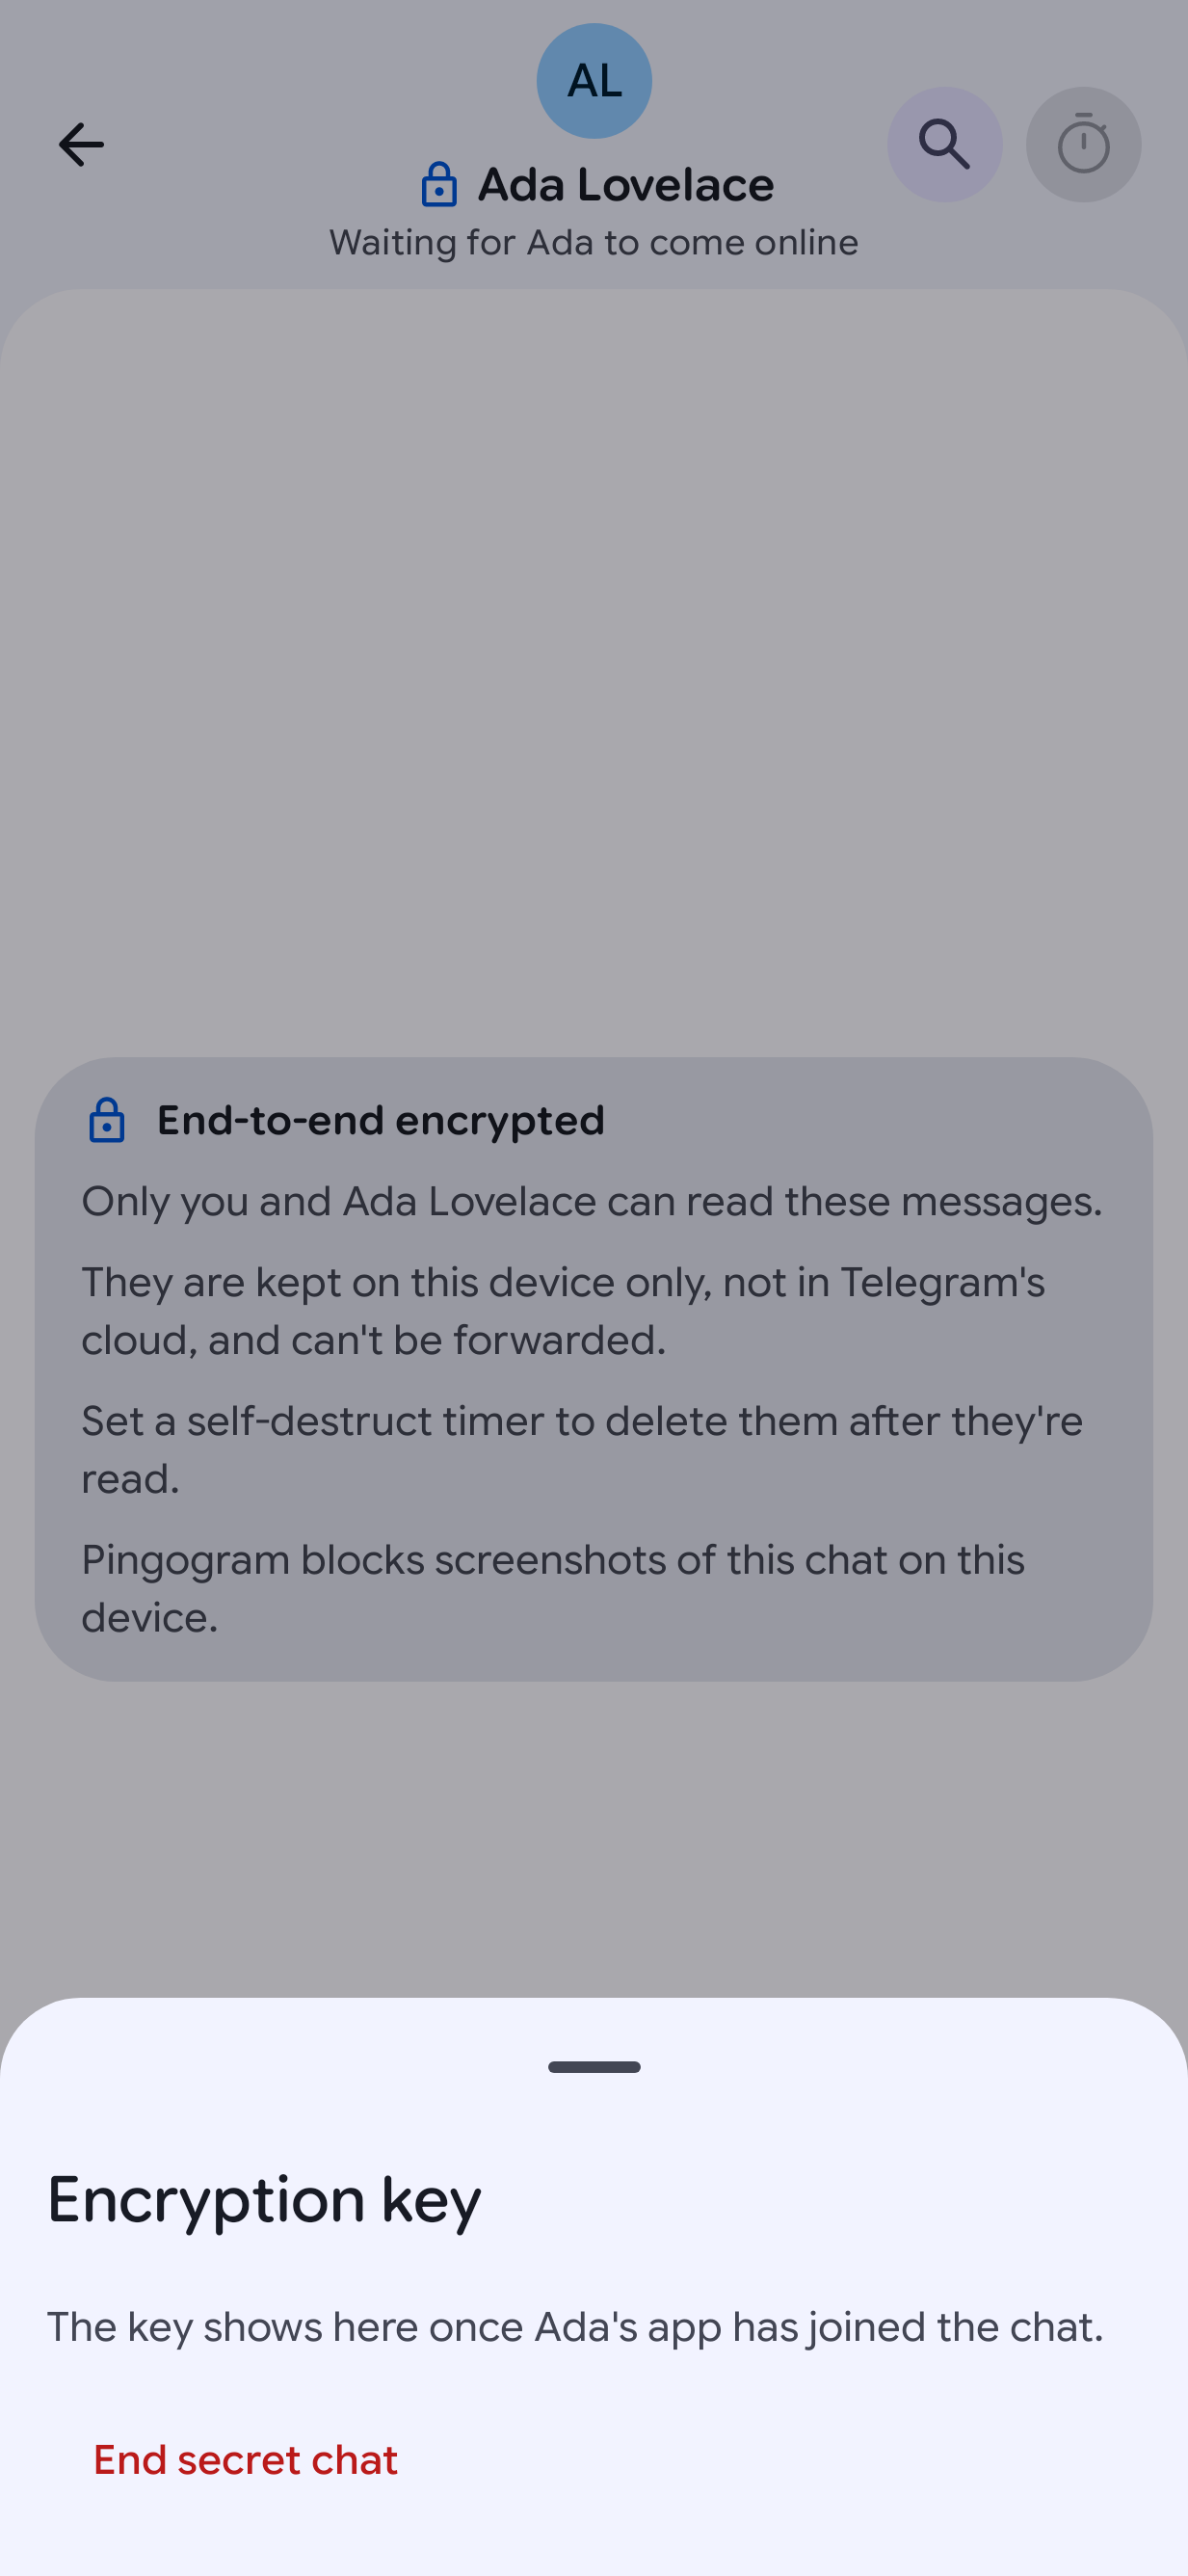 AL
Ada Lovelace
Waiting for Ada to come online
End-to-end encrypted
Only you and Ada Lovelace can read these messages.
They are kept on this device only, not in Telegram's
cloud, and can't be forwarded.
Set a self-destruct timer to delete them after they're
read.
Pingogram blocks screenshots of this chat on this
device.
Encryption key
The key shows here once Ada's app has joined the chat.
End secret chat